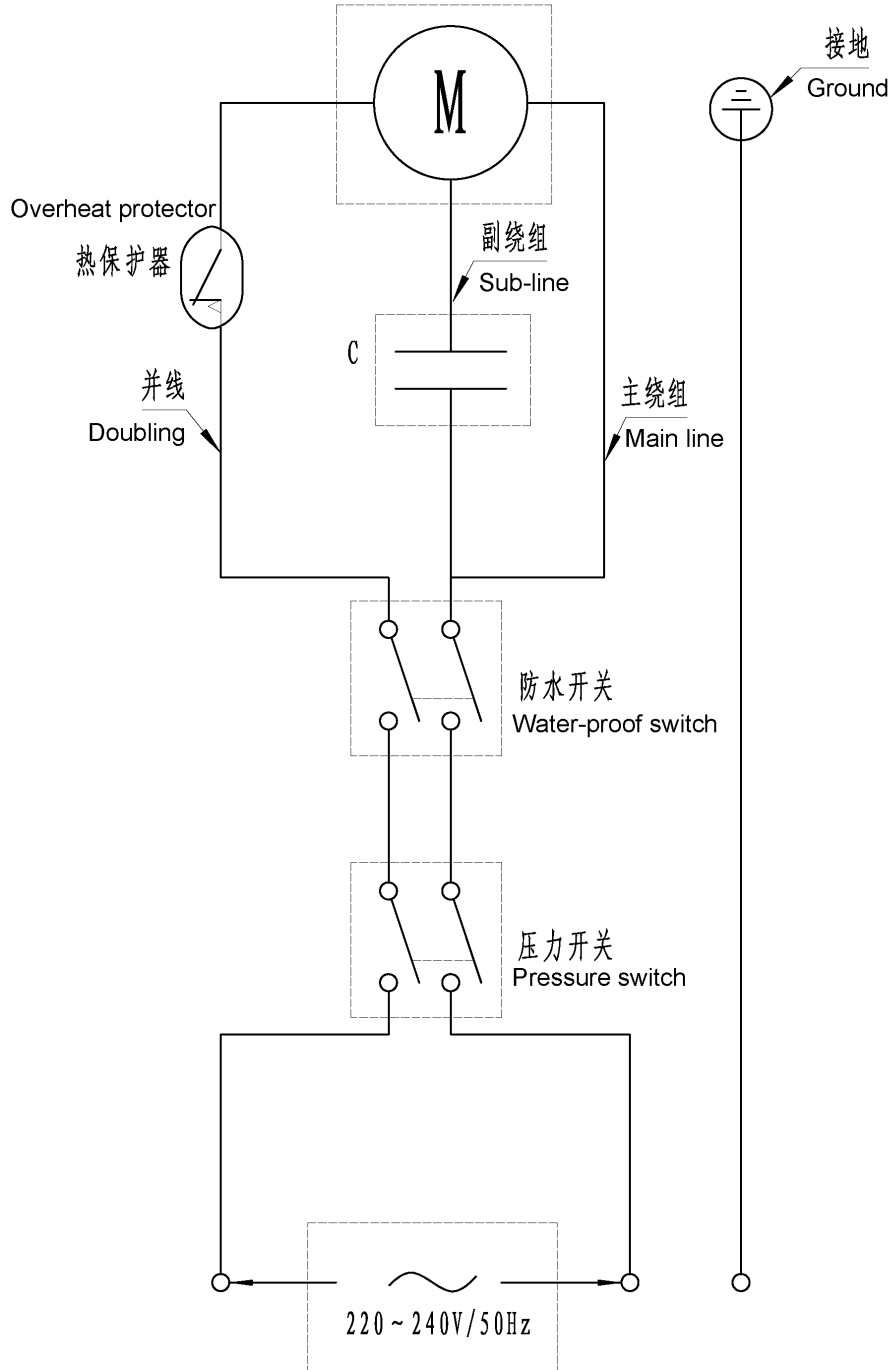 接地
Ground
M
Overheat protector
热保护器
副绕组
Sub-line
C
并线
Doubling
主绕组
Main line
防水开关
Water-proof switch
压力开关
Pressure switch
220~240V/50Hz